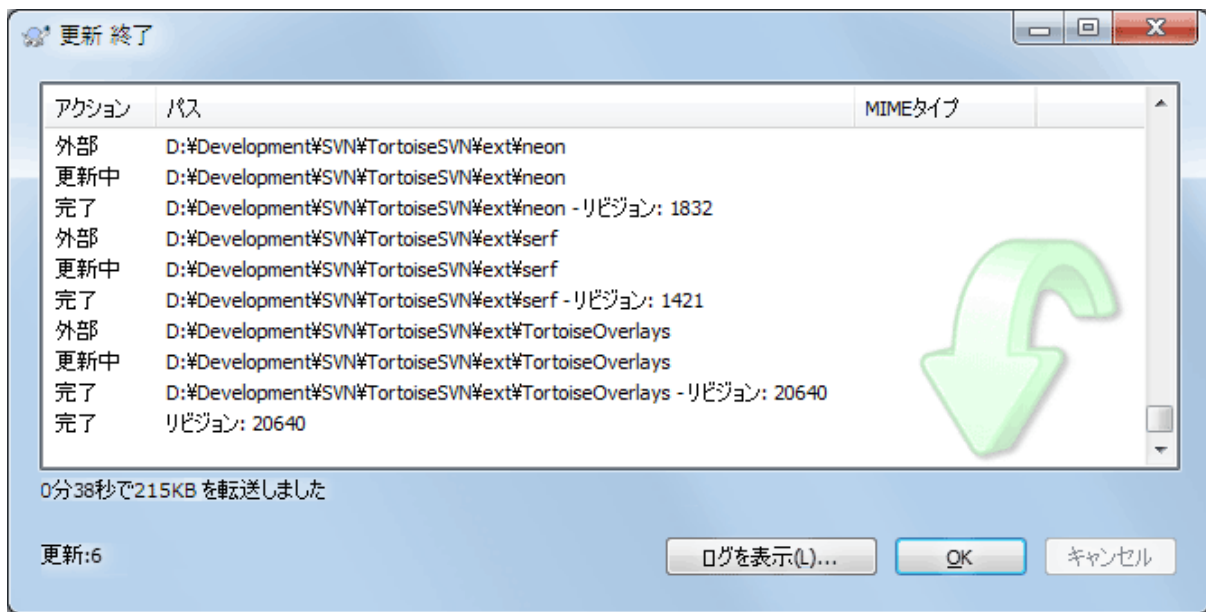 更新 終了
アクション パス MIMEタイプ
外部 D:¥Development¥SVN¥TortoiseSVN¥ext¥neon
更新中 D:¥Development¥SVN¥TortoiseSVN¥ext¥neon
完了 D:¥Development¥SVN¥TortoiseSVN¥ext¥neon - リビジョン: 1832
外部 D:¥Development¥SVN¥TortoiseSVN¥ext¥serf
更新中 D:¥Development¥SVN¥TortoiseSVN¥ext¥serf
完了 D:¥Development¥SVN¥TortoiseSVN¥ext¥serf - リビジョン: 1421
外部 D:¥Development¥SVN¥TortoiseSVN¥ext¥TortoiseOverlays
更新中 D:¥Development¥SVN¥TortoiseSVN¥ext¥TortoiseOverlays
完了 D:¥Development¥SVN¥TortoiseSVN¥ext¥TortoiseOverlays - リビジョン: 20640
完了 リビジョン: 20640
0分38秒で215KB を転送しました
更新:6 ログを表示(L)... OK キャンセル